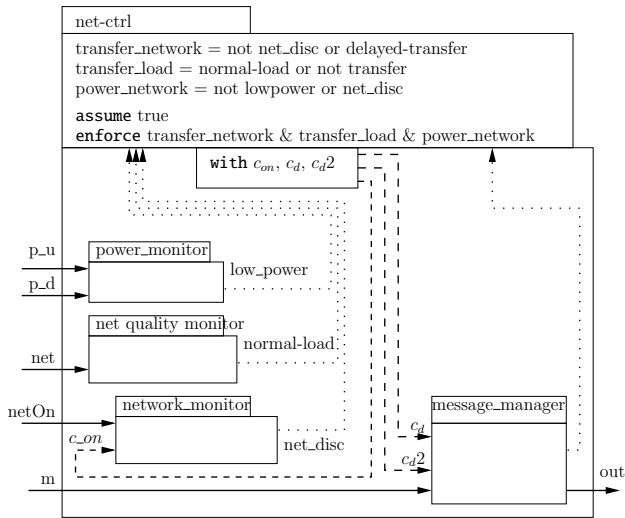 net-ctrl
transfer_network = not net_disc or delayed-transfer
transfer_load = normal-load or not transfer
power_network = not lowpower or net_disc
assume true
enforce transfer_network & transfer_load & power_network
with c_on, c_d, c_d2
p_u
power_monitor
low_power
p_d
net quality monitor
normal-load
net
network_monitor
message_manager
netOn
c_on
c_d
net_disc
c_d2
m
out